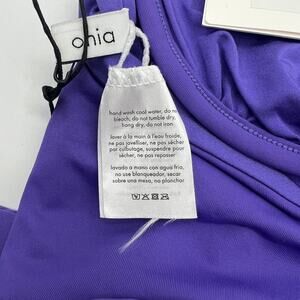 onia
hand wash cool water, do no
bleach, do not tumble dry,
hang dry, do not iron
laver à la main à l'eau froide,
ne pas javelliser, ne pas sécher
par culbutage, suspendre pour
sécher, ne pas repasser
lavado a mano con agua frio,
no use blanqueador, secar
sobre una mesa, no planchar